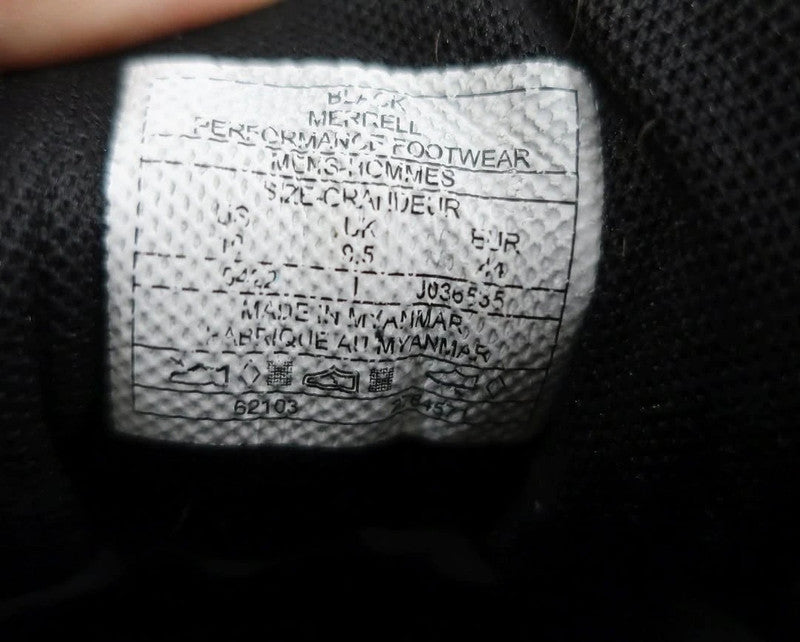 BLACK
MERRELL
PERFORMANCE FOOTWEAR
MENS-HOMMES
SIZE-GRANDEUR
US UK EUR
10 9.5 44
0422 I J036535
MADE IN MYANMAR
FABRIQUE AU MYANMAR
62103